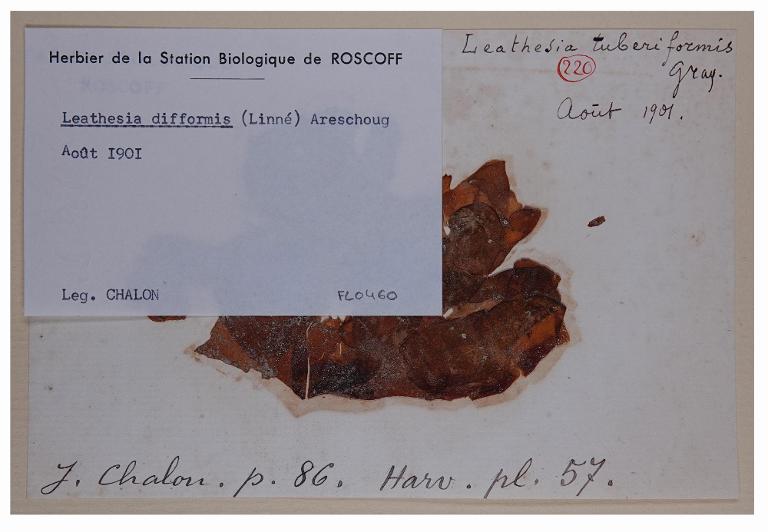 Herbier de la Station Biologique de ROSCOFF
Leathesia difformis (Linné) Areschoug
Août I90I
Leg. CHALON
FL0460
Leathesia tuberiformis
220
Gray.
Août 1901.
J. Chalon. p. 86. Harv. pl. 57.